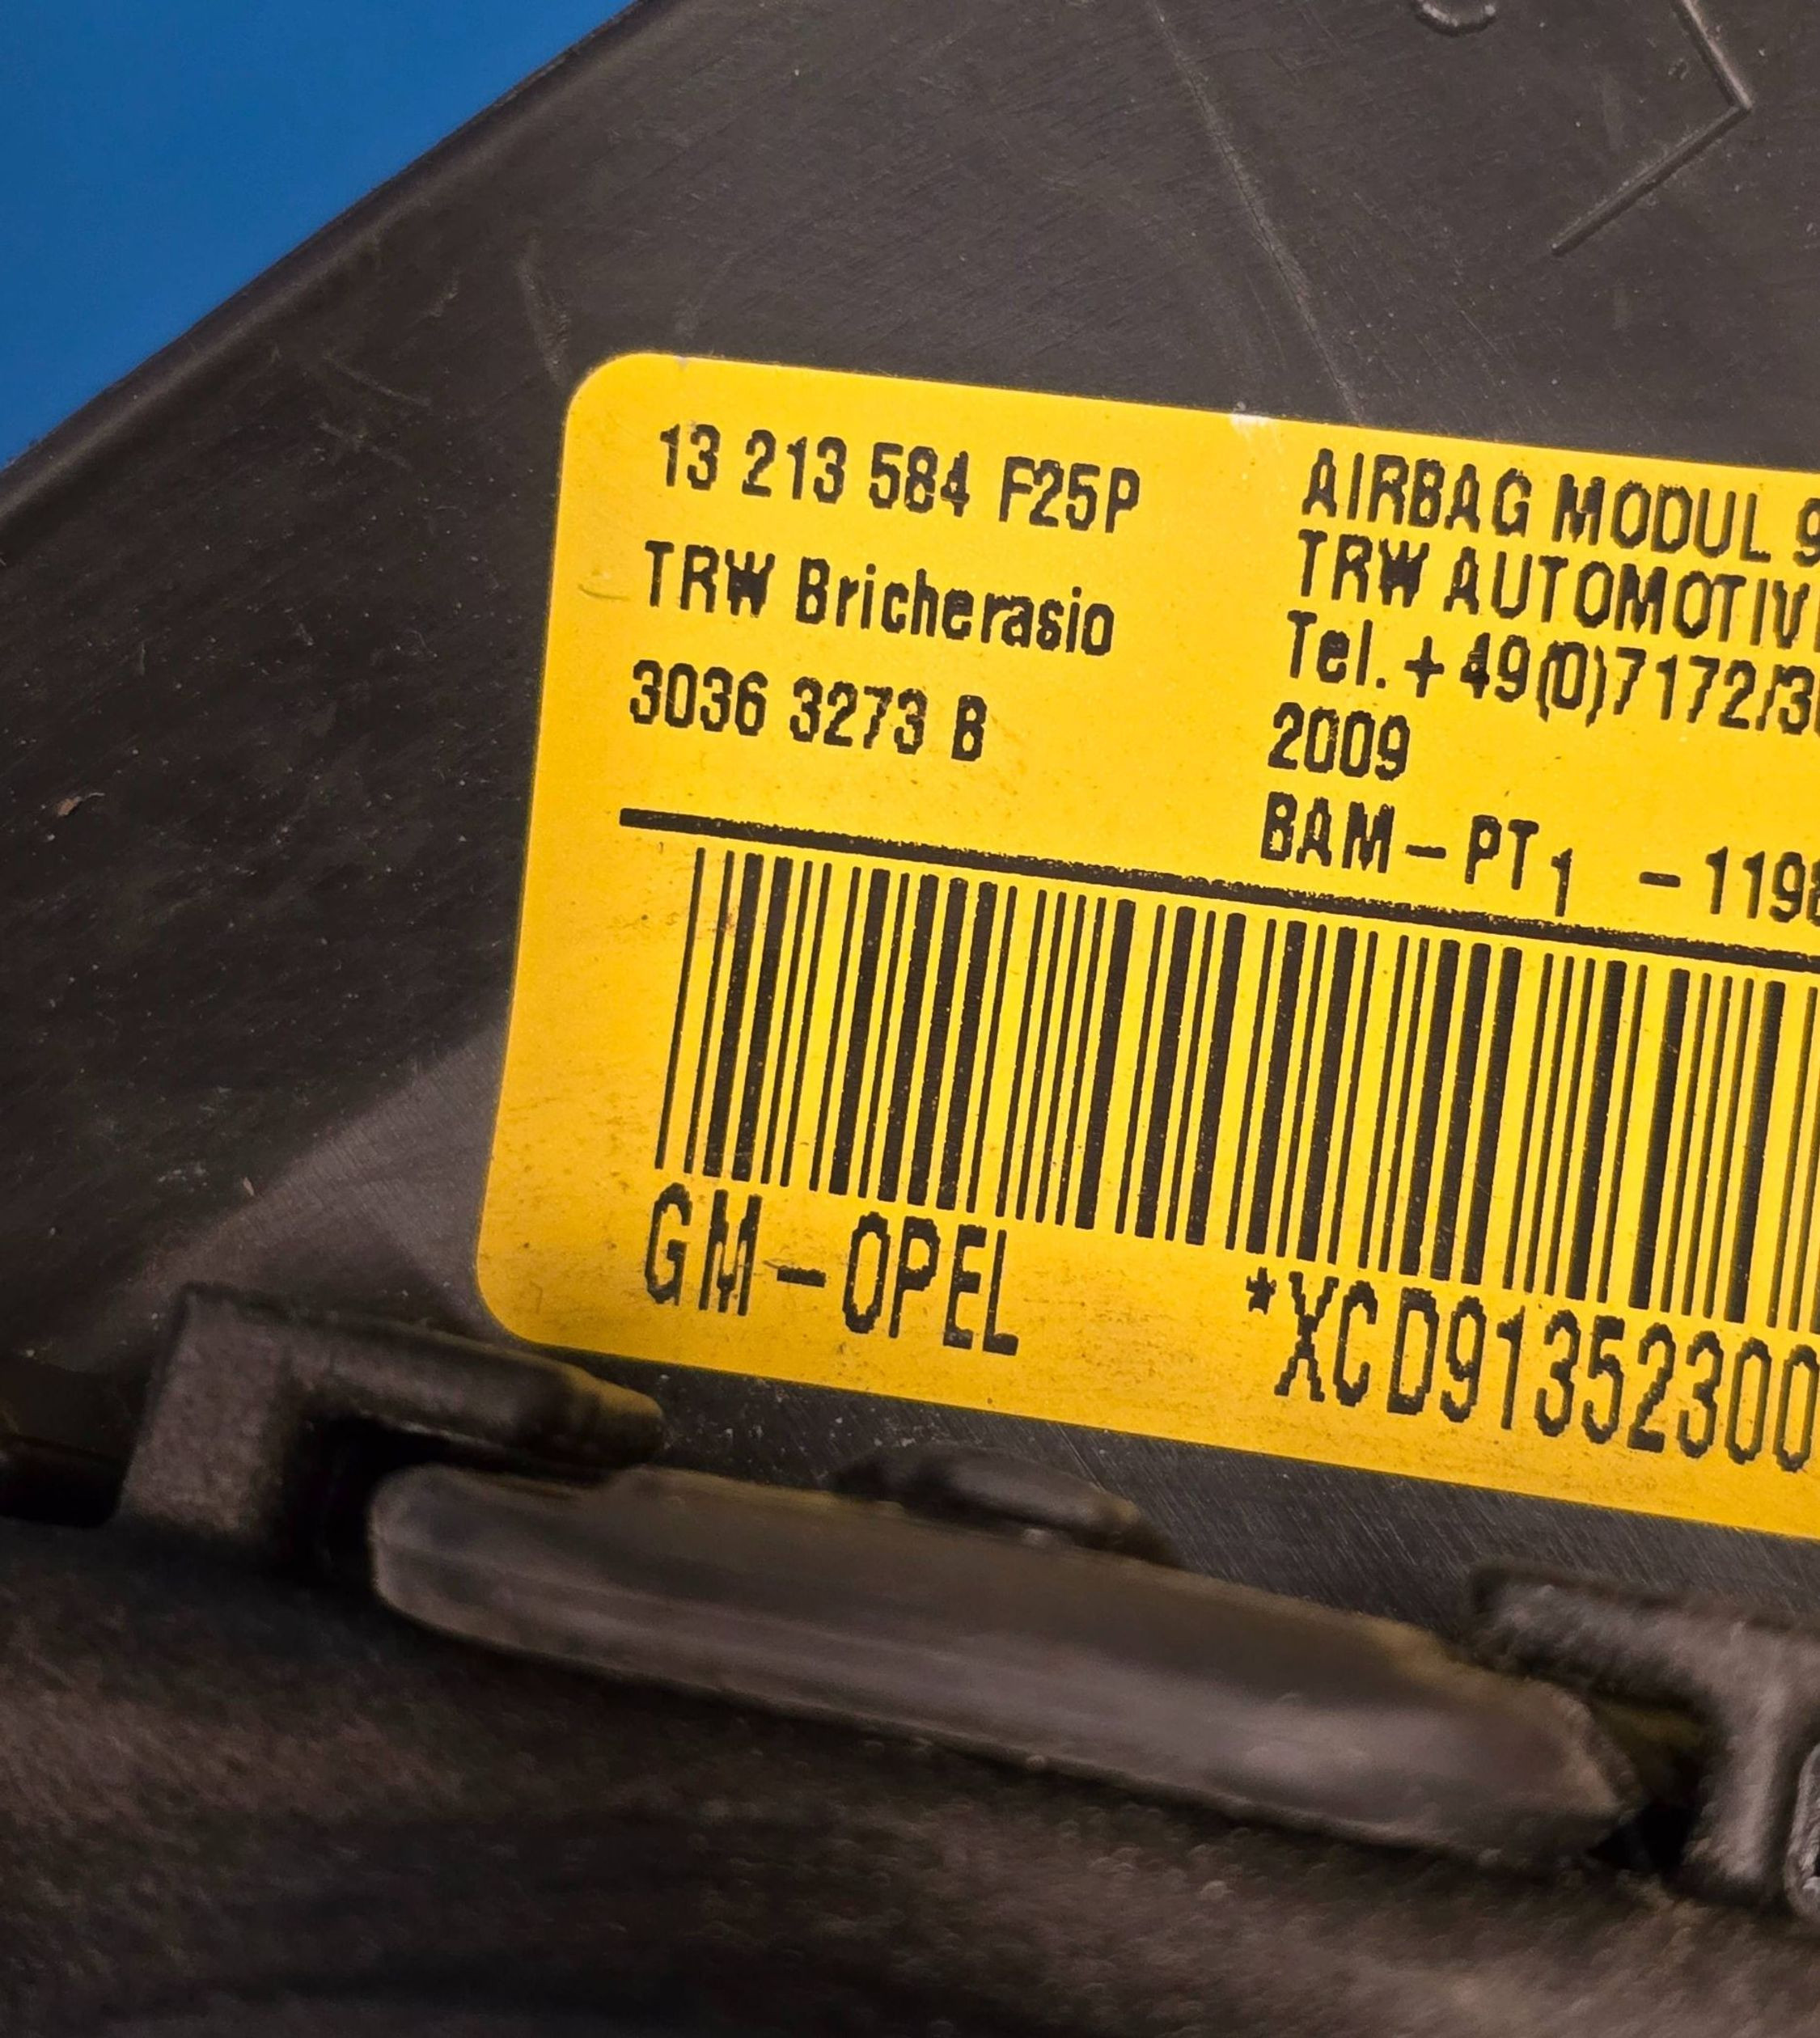 13 213 584 F25P
TRW Bricherasio
3036 3273 B
AIRBAG MODUL 9
TRW AUTOMOTIV
Tel.+49(0)7172/3
2009
BAM-PT1 -119
GM-OPEL
*XCD91352300